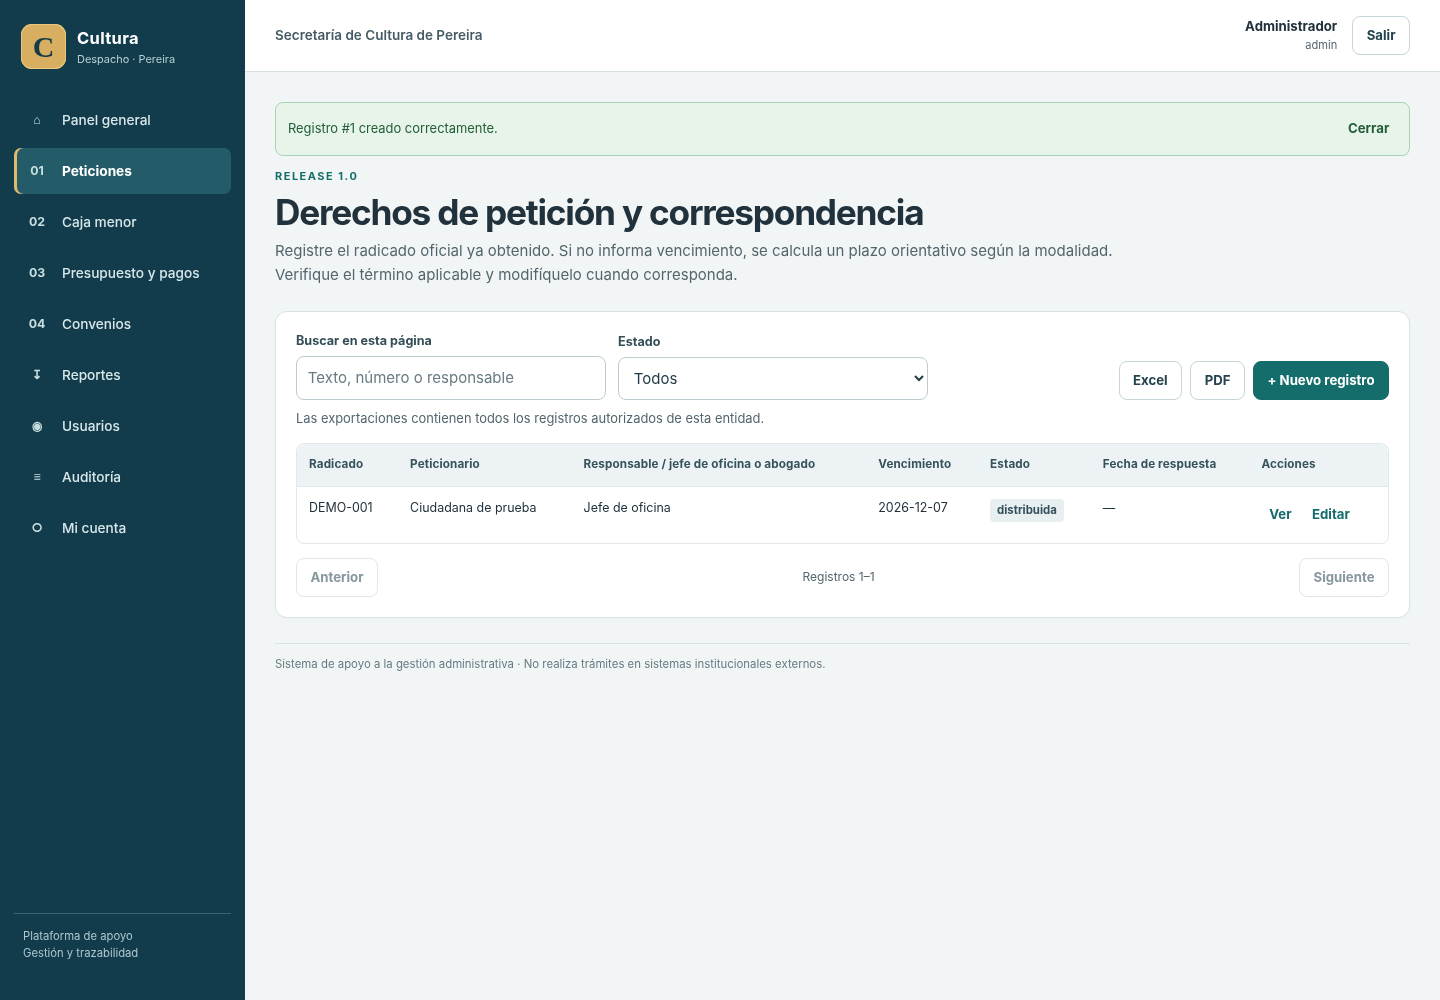 C
Cultura
Despacho · Pereira
⌂ Panel general
01 Peticiones
02 Caja menor
03 Presupuesto y pagos
04 Convenios
↧ Reportes
◉ Usuarios
≡ Auditoría
○ Mi cuenta
Plataforma de apoyo
Gestión y trazabilidad
Secretaría de Cultura de Pereira
Administrador
admin
Salir
Registro #1 creado correctamente.
Cerrar
RELEASE 1.0
Derechos de petición y correspondencia
Registre el radicado oficial ya obtenido. Si no informa vencimiento, se calcula un plazo orientativo según la modalidad.
Verifique el término aplicable y modifíquelo cuando corresponda.
Buscar en esta página
Texto, número o responsable
Estado
Todos
Excel
PDF
+ Nuevo registro
Las exportaciones contienen todos los registros autorizados de esta entidad.
Radicado Peticionario Responsable / jefe de oficina o abogado Vencimiento Estado Fecha de respuesta Acciones
DEMO-001 Ciudadana de prueba Jefe de oficina 2026-12-07 distribuida — Ver Editar
Anterior Registros 1–1 Siguiente
Sistema de apoyo a la gestión administrativa · No realiza trámites en sistemas institucionales externos.